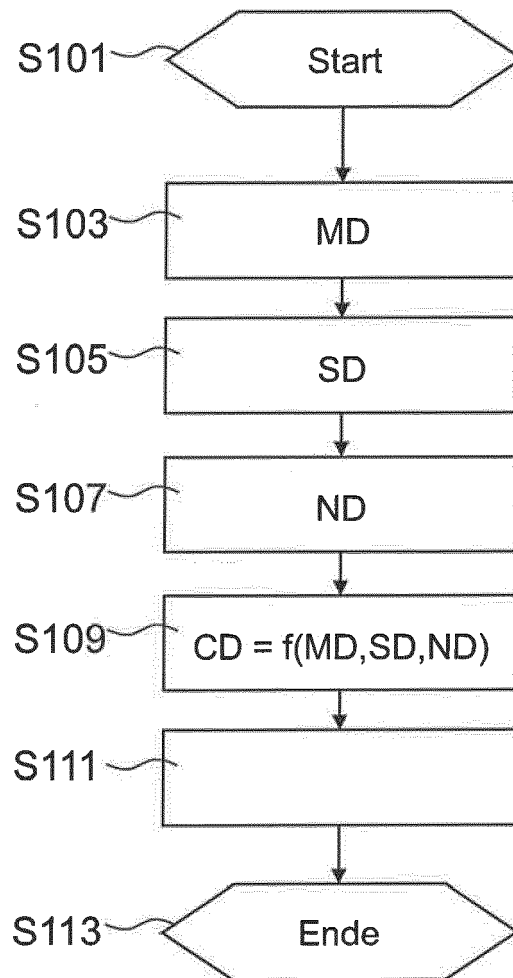 S101 Start
S103 MD
S105 SD
S107 ND
S109 CD = f(MD,SD,ND)
S111
S113 Ende